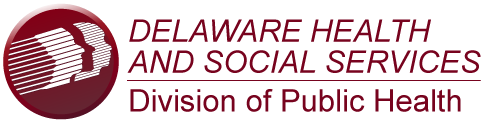 DELAWARE HEALTH
AND SOCIAL SERVICES
Division of Public Health